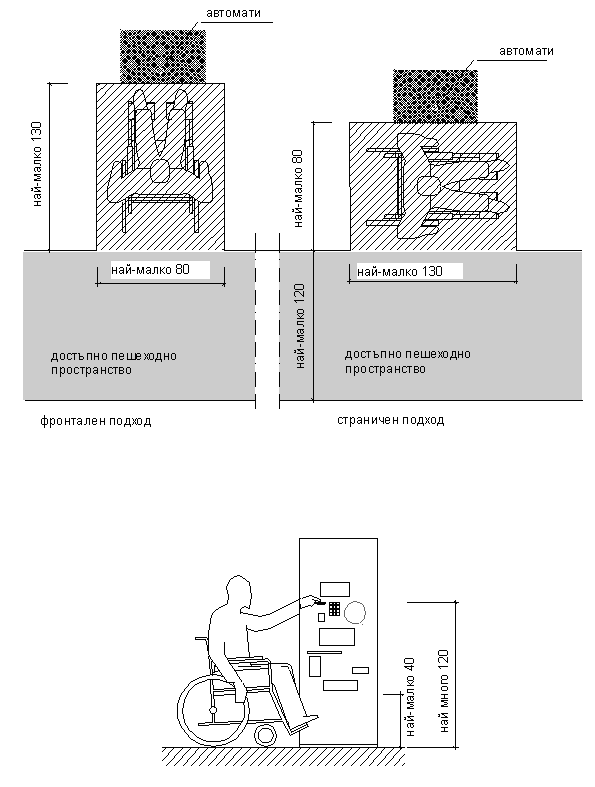 автомати
автомати
най-малко 130
най-малко 80
най-малко 80
най-малко 130
най-малко 120
достъпно пешеходно
пространство
достъпно пешеходно
пространство
фронтален подход
страничен подход
най-малко 40
най много 120